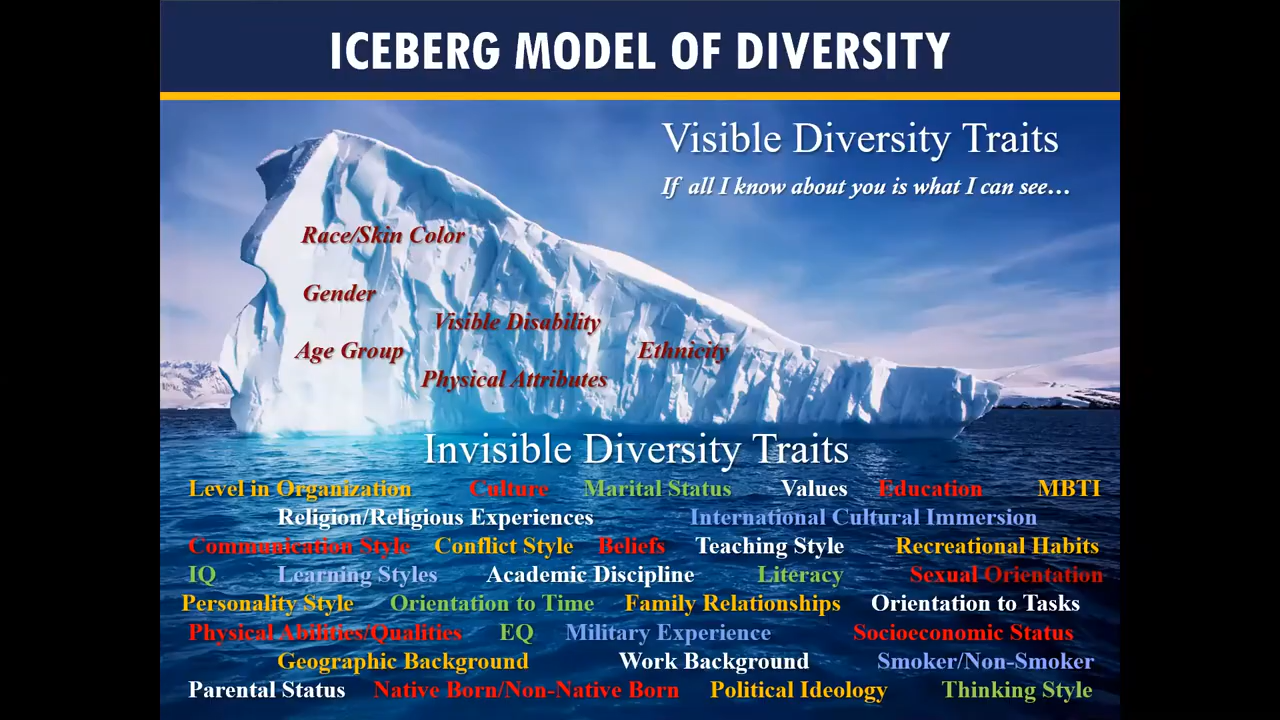 ICEBERG MODEL OF DIVERSITY
Visible Diversity Traits
If all I know about you is what I can see...
Race/Skin Color
Gender
Visible Disability
Age Group
Ethnicity
Physical Attributes
Invisible Diversity Traits
Level in Organization Culture Marital Status Values Education MBTI
Religion/Religious Experiences International Cultural Immersion
Communication Style Conflict Style Beliefs Teaching Style Recreational Habits
IQ Learning Styles Academic Discipline Literacy Sexual Orientation
Personality Style Orientation to Time Family Relationships Orientation to Tasks
Physical Abilities/Qualities EQ Military Experience Socioeconomic Status
Geographic Background Work Background Smoker/Non-Smoker
Parental Status Native Born/Non-Native Born Political Ideology Thinking Style